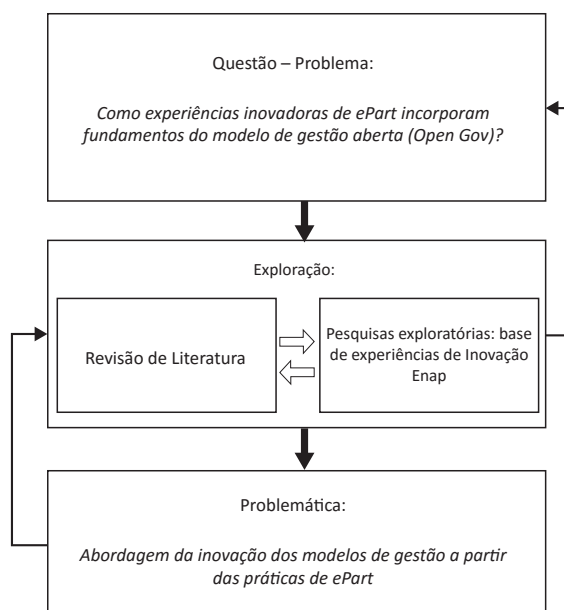 Questão – Problema:
Como experiências inovadoras de ePart incorporam
fundamentos do modelo de gestão aberta (Open Gov)?
Exploração:
Revisão de Literatura
Pesquisas exploratórias: base
de experiências de Inovação
Enap
Problemática:
Abordagem da inovação dos modelos de gestão a partir
das práticas de ePart